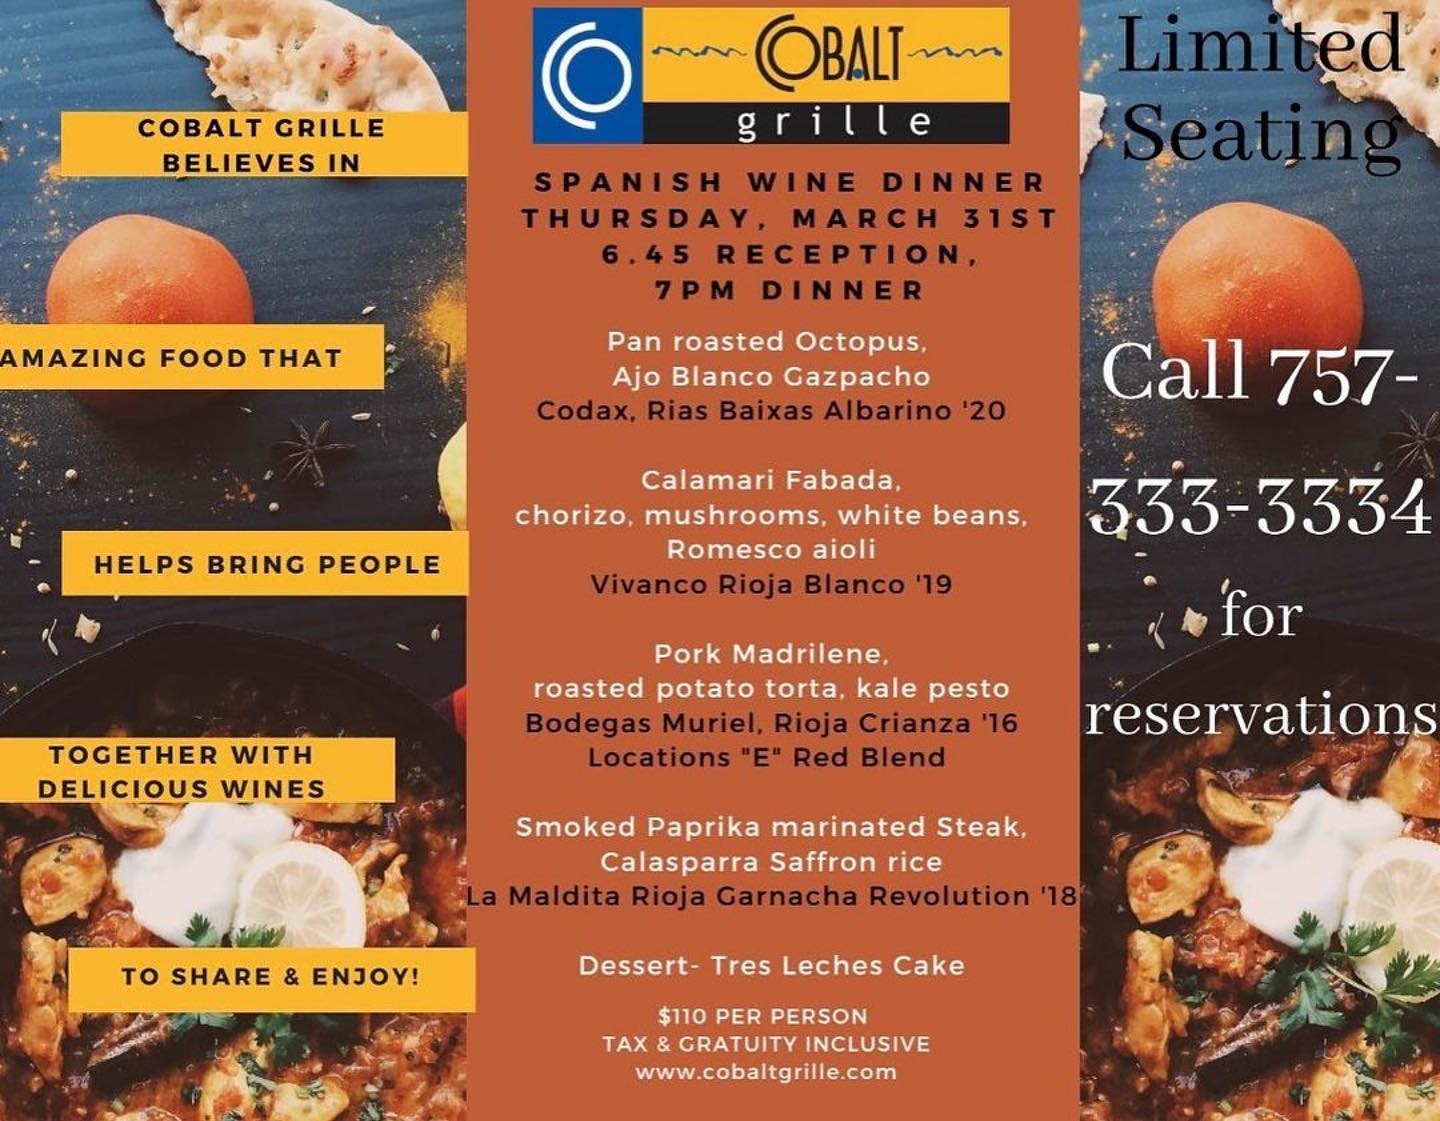 COBALT GRILLE
BELIEVES IN
AMAZING FOOD THAT
HELPS BRING PEOPLE
TOGETHER WITH
DELICIOUS WINES
TO SHARE & ENJOY!
COBALT
grille
SPANISH WINE DINNER
THURSDAY, MARCH 31ST
6.45 RECEPTION,
7PM DINNER
Pan roasted Octopus,
Ajo Blanco Gazpacho
Codax, Rias Baixas Albarino '20
Calamari Fabada,
chorizo, mushrooms, white beans,
Romesco aioli
Vivanco Rioja Blanco '19
Pork Madrilene,
roasted potato torta, kale pesto
Bodegas Muriel, Rioja Crianza '16
Locations "E" Red Blend
Smoked Paprika marinated Steak,
Calasparra Saffron rice
La Maldita Rioja Garnacha Revolution '18
Dessert- Tres Leches Cake
$110 PER PERSON
TAX & GRATUITY INCLUSIVE
www.cobaltgrille.com
Limited
Seating
Call 757-
333-3334
for
reservations